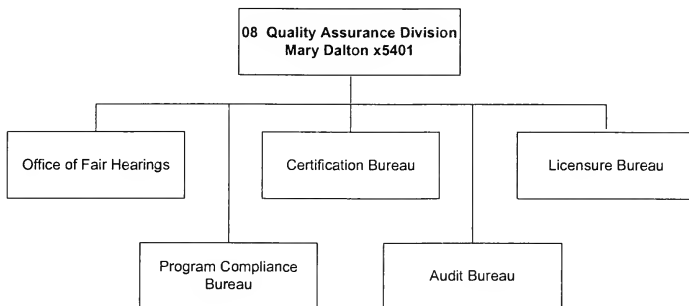 08 Quality Assurance Division
Mary Dalton x5401
Office of Fair Hearings
Certification Bureau
Licensure Bureau
Program Compliance
Bureau
Audit Bureau